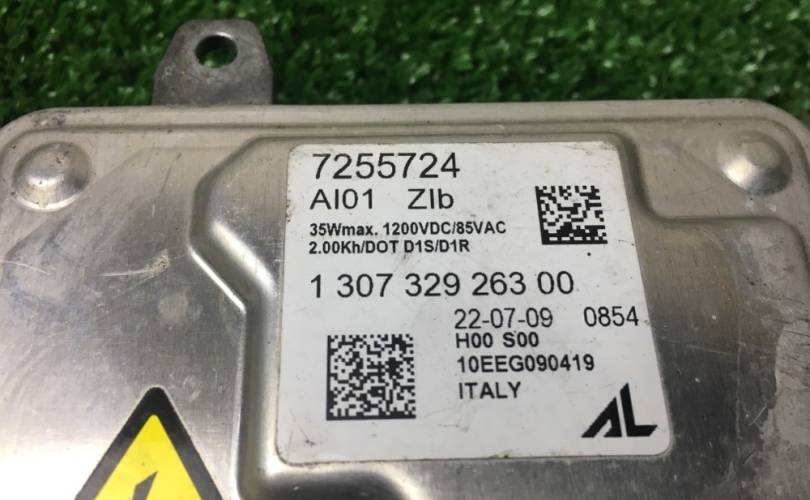 7255724
AI01 ZIb
35Wmax. 1200VDC/85VAC
2.00Kh/DOT D1S/D1R
1 307 329 263 00
22-07-09 0854
H00 S00
10EEG090419
ITALY
AL